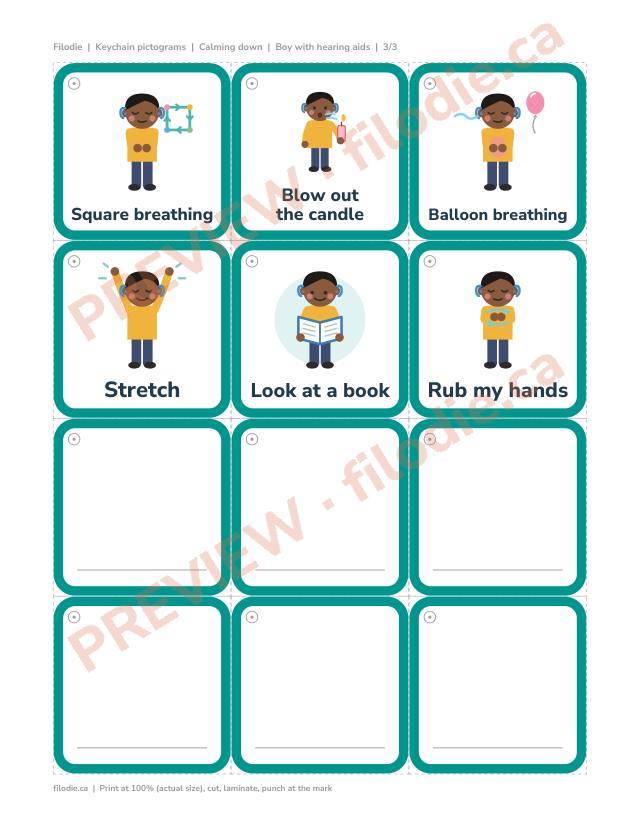 Filodie | Keychain pictograms | Calming down | Boy with hearing aids | 3/3
PREVIEW · filodie.ca
Square breathing
Blow out
the candle
Balloon breathing
Stretch
Look at a book
Rub my hands
PREVIEW · filodie.ca
filodie.ca | Print at 100% (actual size), cut, laminate, punch at the mark